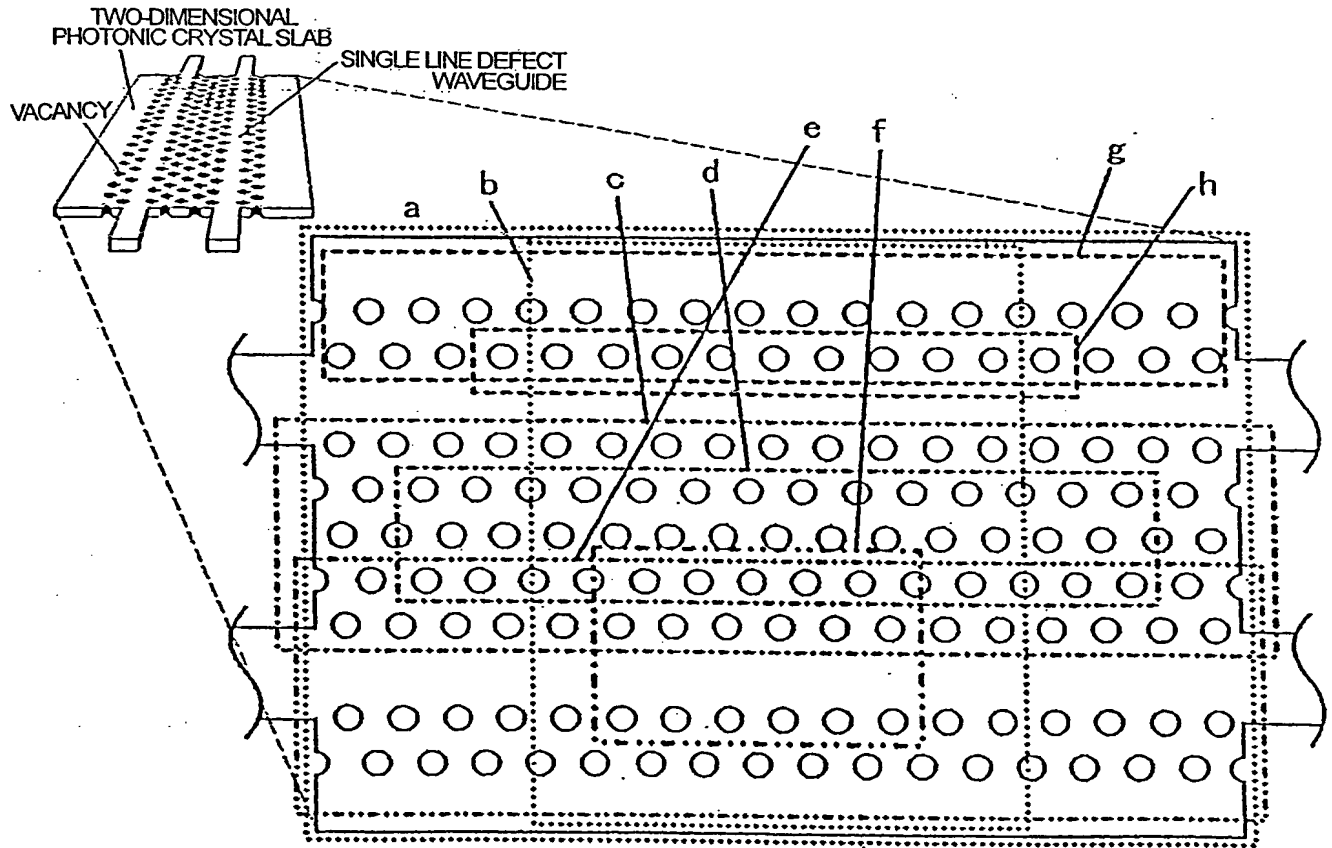 TWO-DIMENSIONAL
PHOTONIC CRYSTAL SLAB
SINGLE LINE DEFECT
WAVEGUIDE
VACANCY
a
b
c
d
e
f
g
h